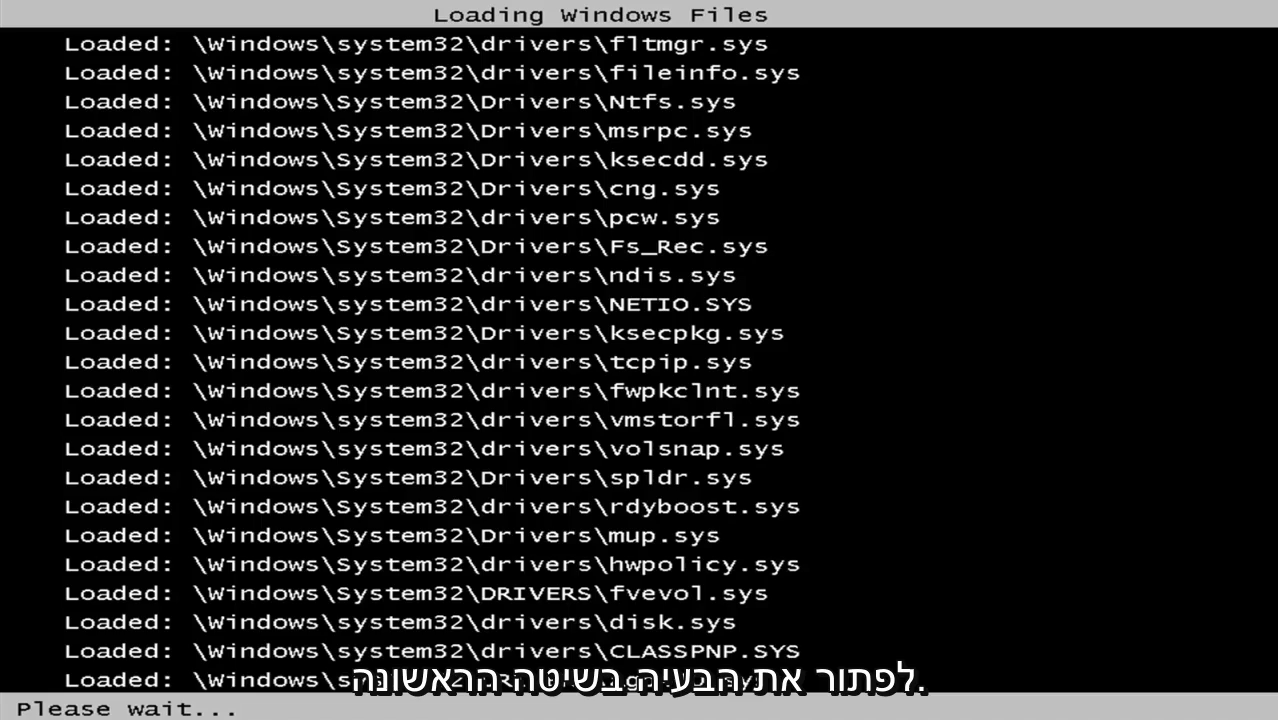 Loading Windows Files
Loaded: \Windows\system32\drivers\fltmgr.sys
Loaded: \Windows\system32\drivers\fileinfo.sys
Loaded: \Windows\System32\Drivers\Ntfs.sys
Loaded: \Windows\System32\Drivers\msrpc.sys
Loaded: \Windows\System32\Drivers\ksecdd.sys
Loaded: \Windows\System32\Drivers\cng.sys
Loaded: \Windows\System32\drivers\pcw.sys
Loaded: \Windows\System32\Drivers\Fs_Rec.sys
Loaded: \Windows\System32\drivers\ndis.sys
Loaded: \Windows\System32\drivers\NETIO.SYS
Loaded: \Windows\System32\Drivers\ksecpkg.sys
Loaded: \Windows\System32\drivers\tcpip.sys
Loaded: \Windows\System32\drivers\fwpkclnt.sys
Loaded: \Windows\System32\drivers\vmstorfl.sys
Loaded: \Windows\System32\drivers\volsnap.sys
Loaded: \Windows\System32\Drivers\spldr.sys
Loaded: \Windows\System32\drivers\rdyboost.sys
Loaded: \Windows\System32\Drivers\mup.sys
Loaded: \Windows\System32\drivers\hwpolicy.sys
Loaded: \Windows\System32\DRIVERS\fvevol.sys
Loaded: \Windows\System32\drivers\disk.sys
Loaded: \Windows\System32\drivers\CLASSPNP.SYS
Loaded:
לפתור את הבעיה בשיטה הראשונה.
Please wait...